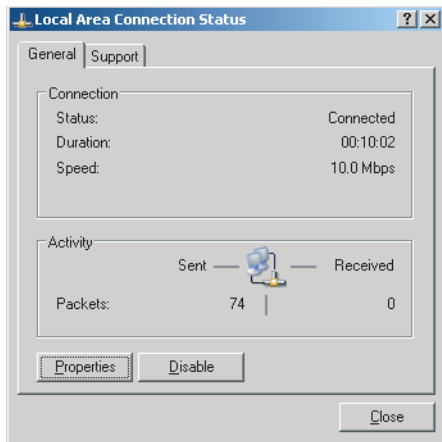 Local Area Connection Status
General Support
Connection
Status: Connected
Duration: 00:10:02
Speed: 10.0 Mbps
Activity
Sent Received
Packets: 74 0
Properties Disable
Close